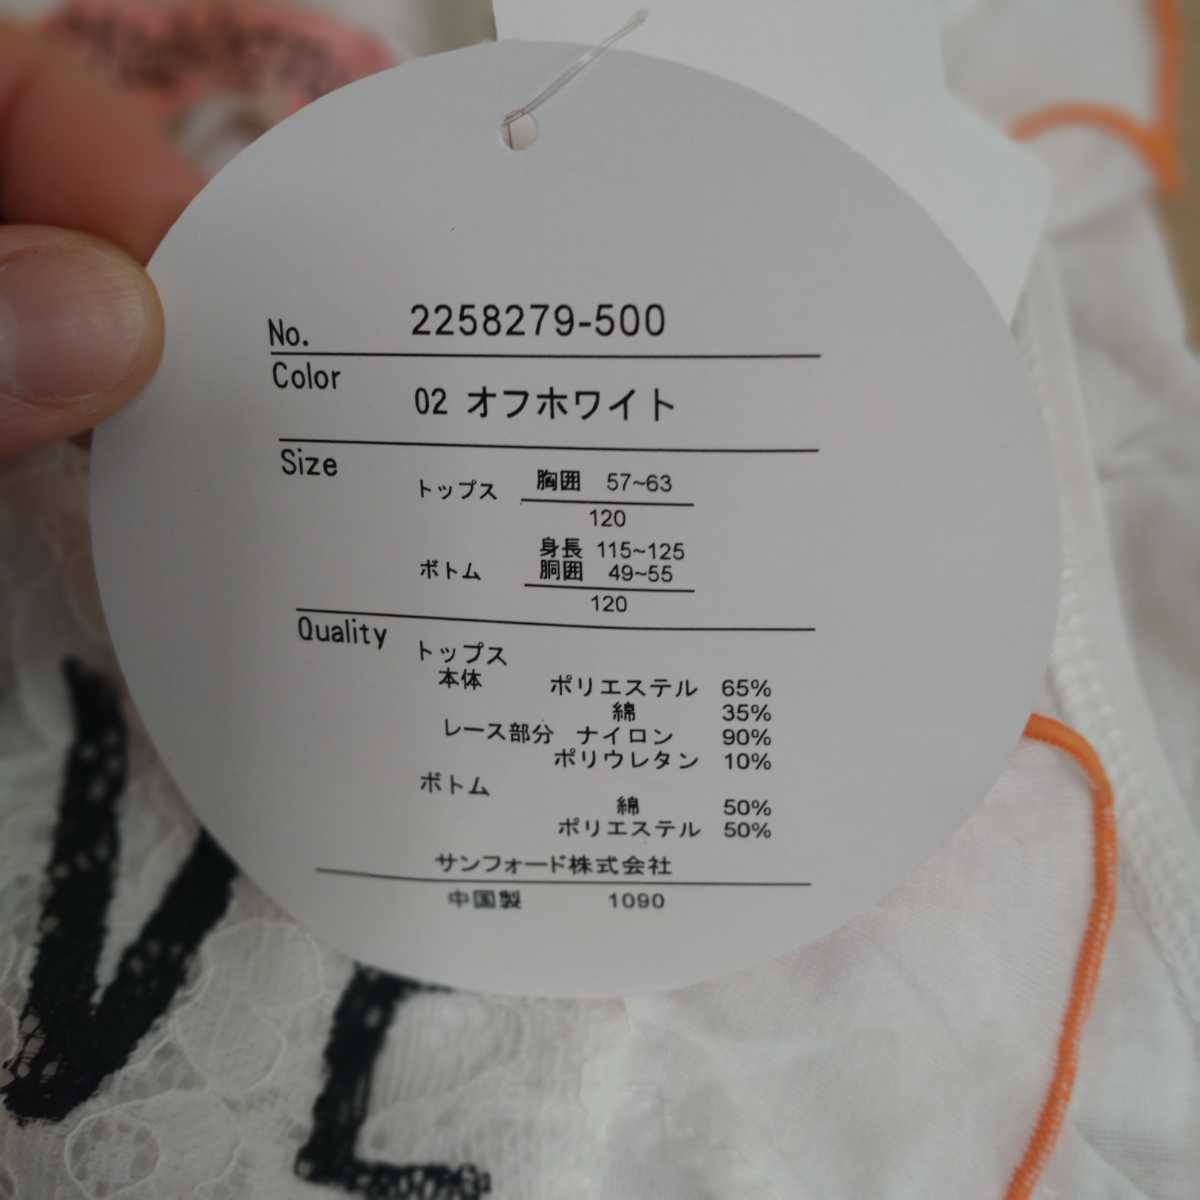 No. 2258279-500
Color 02 オフホワイト
Size
トップス 胸囲 57~63
120
身長 115~125
ボトム 胴囲 49~55
120
Quality
トップス
本体 ポリエステル 65%
綿 35%
レース部分 ナイロン 90%
ポリウレタン 10%
ボトム
綿 50%
ポリエステル 50%
サンフォード株式会社
中国製 1090